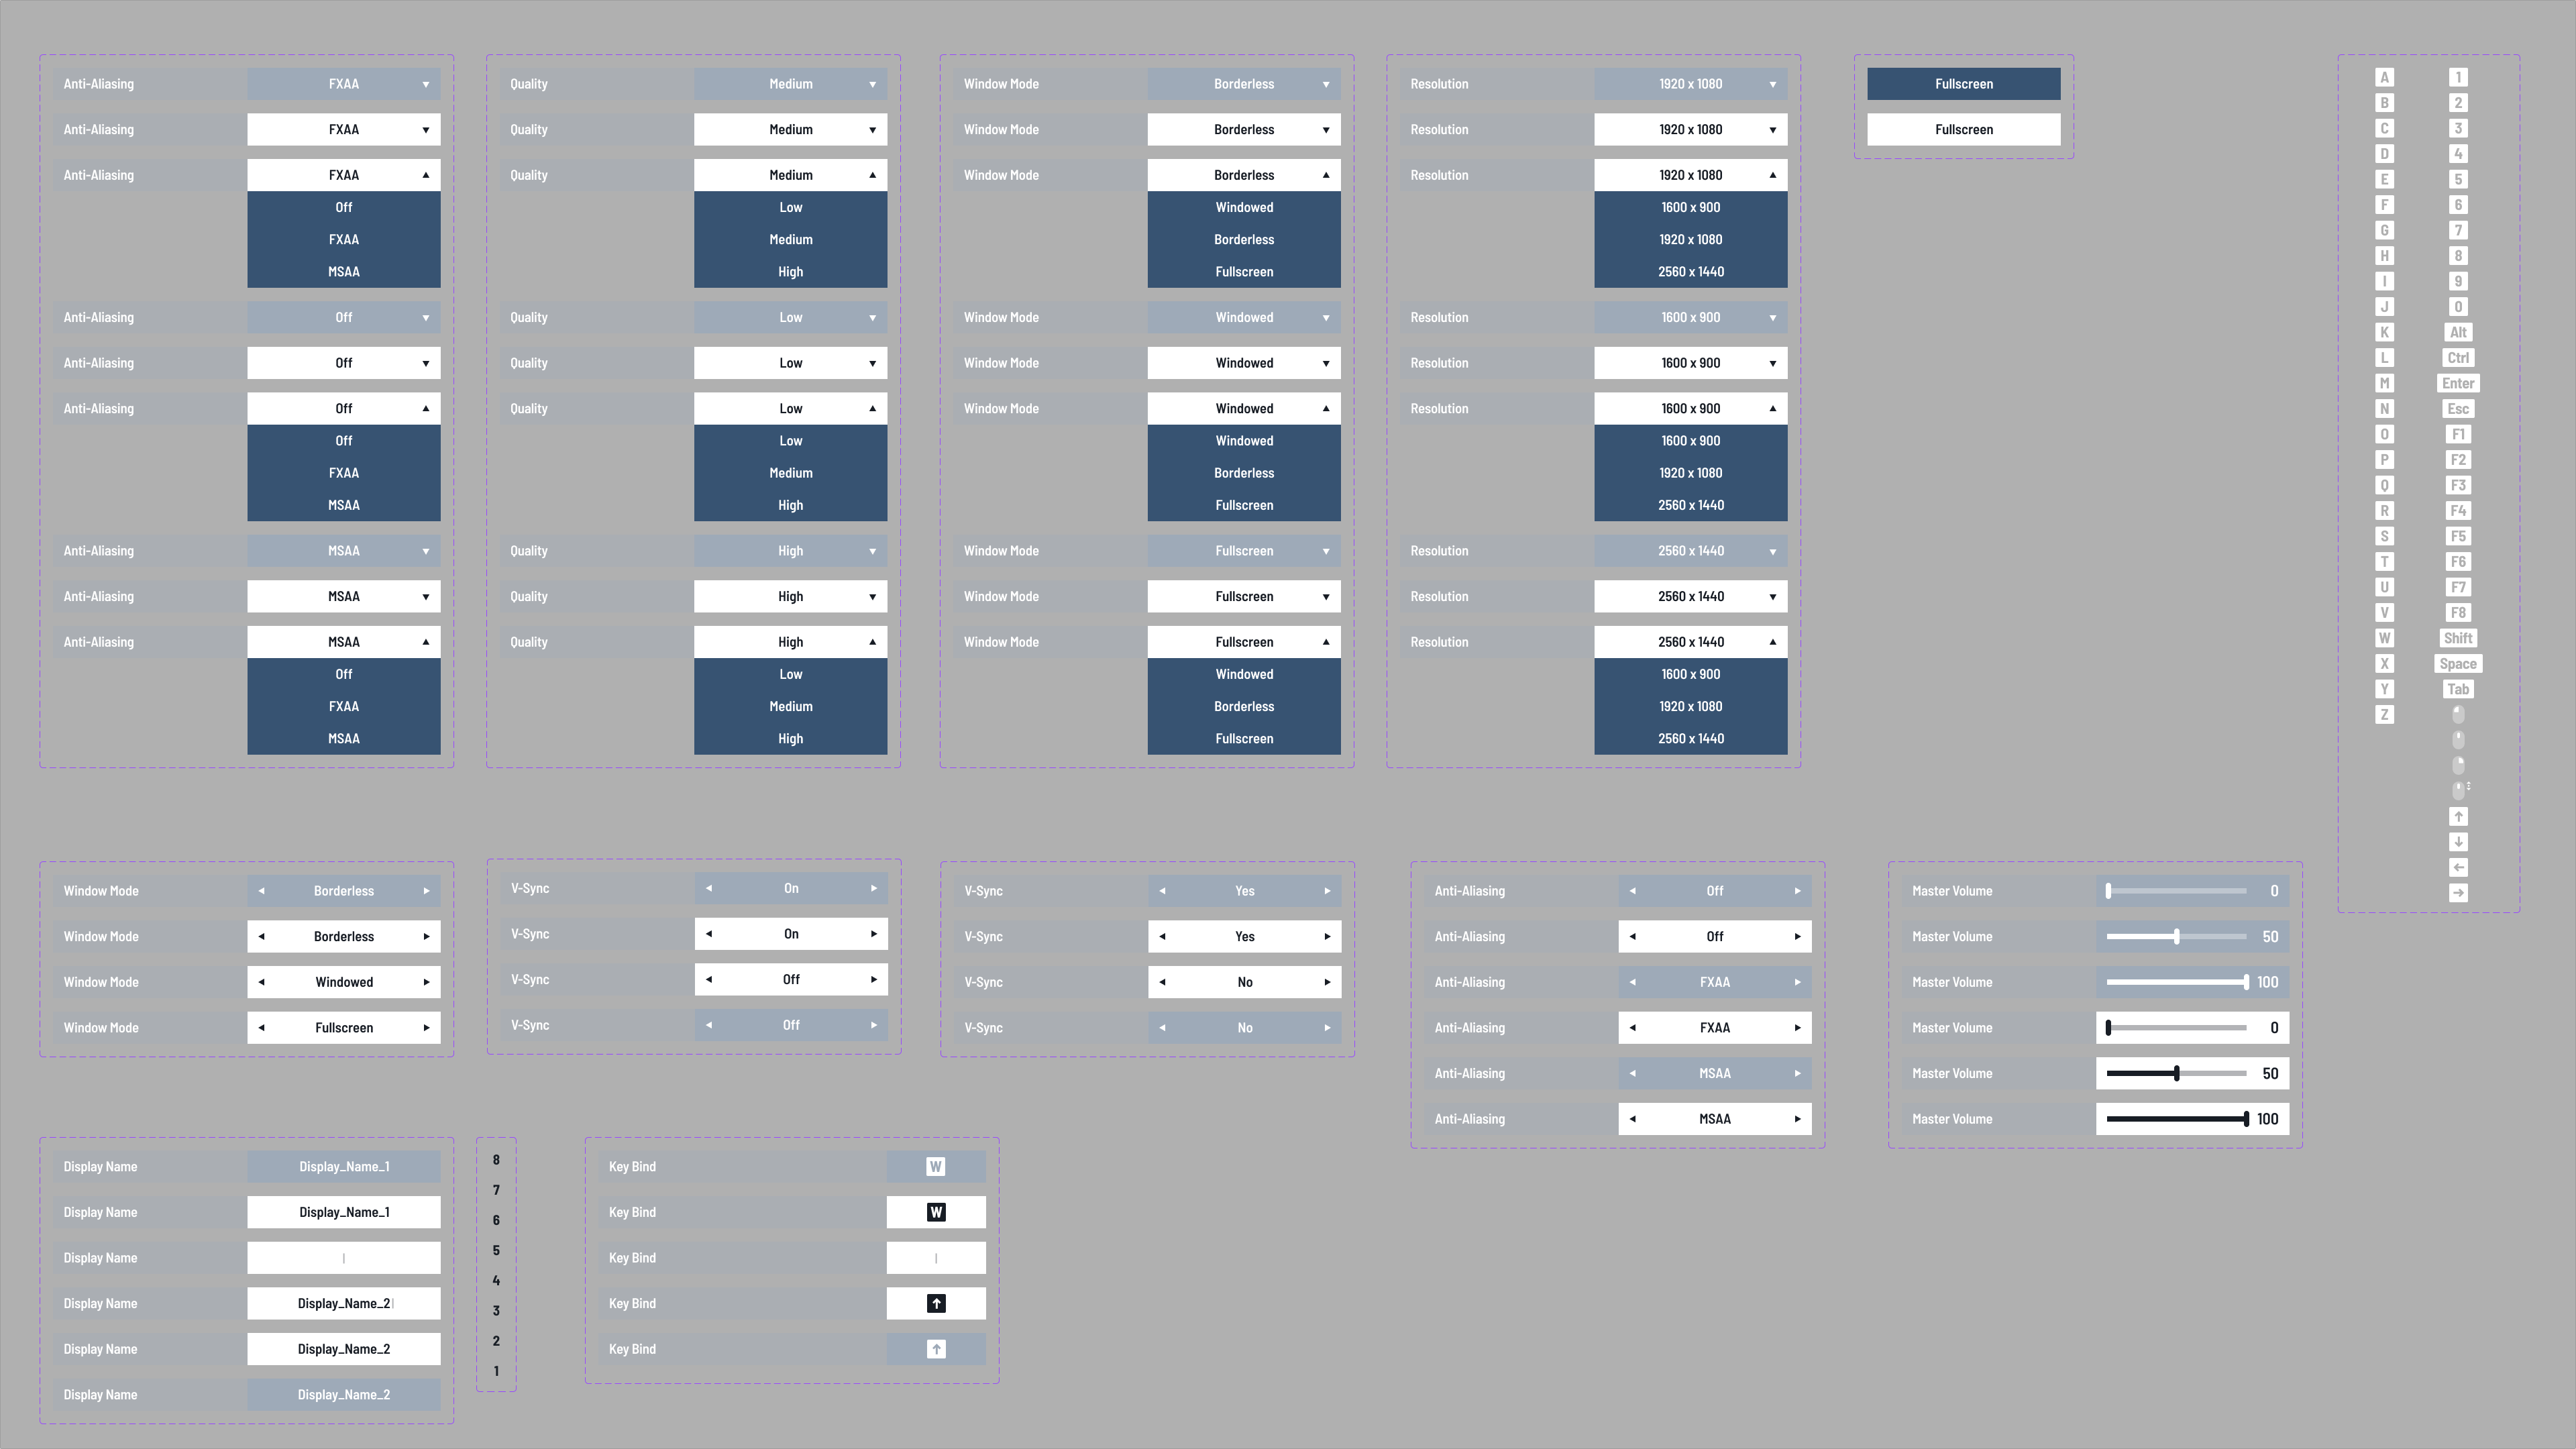 Anti-Aliasing FXAA
Anti-Aliasing FXAA
Anti-Aliasing FXAA
Off
FXAA
MSAA
Anti-Aliasing Off
Anti-Aliasing Off
Anti-Aliasing Off
Off
FXAA
MSAA
Anti-Aliasing MSAA
Anti-Aliasing MSAA
Anti-Aliasing MSAA
Off
FXAA
MSAA
Quality Medium
Quality Medium
Quality Medium
Low
Medium
High
Quality Low
Quality Low
Quality Low
Low
Medium
High
Quality High
Quality High
Quality High
Low
Medium
High
Window Mode Borderless
Window Mode Borderless
Window Mode Borderless
Windowed
Borderless
Fullscreen
Window Mode Windowed
Window Mode Windowed
Window Mode Windowed
Windowed
Borderless
Fullscreen
Window Mode Fullscreen
Window Mode Fullscreen
Window Mode Fullscreen
Windowed
Borderless
Fullscreen
Resolution 1920 x 1080
Resolution 1920 x 1080
Resolution 1920 x 1080
1600 x 900
1920 x 1080
2560 x 1440
Resolution 1600 x 900
Resolution 1600 x 900
Resolution 1600 x 900
1600 x 900
1920 x 1080
2560 x 1440
Resolution 2560 x 1440
Resolution 2560 x 1440
Resolution 2560 x 1440
1600 x 900
1920 x 1080
2560 x 1440
Fullscreen
Fullscreen
A 1
B 2
C 3
D 4
E 5
F 6
G 7
H 8
I 9
J 0
K Alt
L Ctrl
M Enter
N Esc
O F1
P F2
Q F3
R F4
S F5
T F6
U F7
V F8
W Shift
X Space
Y Tab
Z
Window Mode Borderless
Window Mode Borderless
Window Mode Windowed
Window Mode Fullscreen
V-Sync On
V-Sync On
V-Sync Off
V-Sync Off
V-Sync Yes
V-Sync Yes
V-Sync No
V-Sync No
Anti-Aliasing Off
Anti-Aliasing Off
Anti-Aliasing FXAA
Anti-Aliasing FXAA
Anti-Aliasing MSAA
Anti-Aliasing MSAA
Master Volume 0
Master Volume 50
Master Volume 100
Master Volume 0
Master Volume 50
Master Volume 100
Display Name Display_Name_1
Display Name Display_Name_1
Display Name
Display Name Display_Name_2
Display Name Display_Name_2
Display Name Display_Name_2
8
7
6
5
4
3
2
1
Key Bind W
Key Bind W
Key Bind
Key Bind
Key Bind